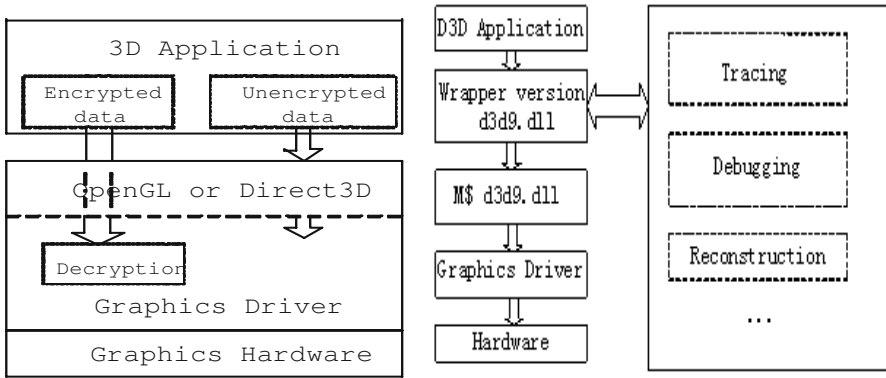 3D Application
Encrypted
data
Unencrypted
data
OpenGL or Direct3D
Decryption
Graphics Driver
Graphics Hardware
D3D Application
Wrapper version
d3d9.dll
M$ d3d9.dll
Graphics Driver
Hardware
Tracing
Debugging
Reconstruction
...